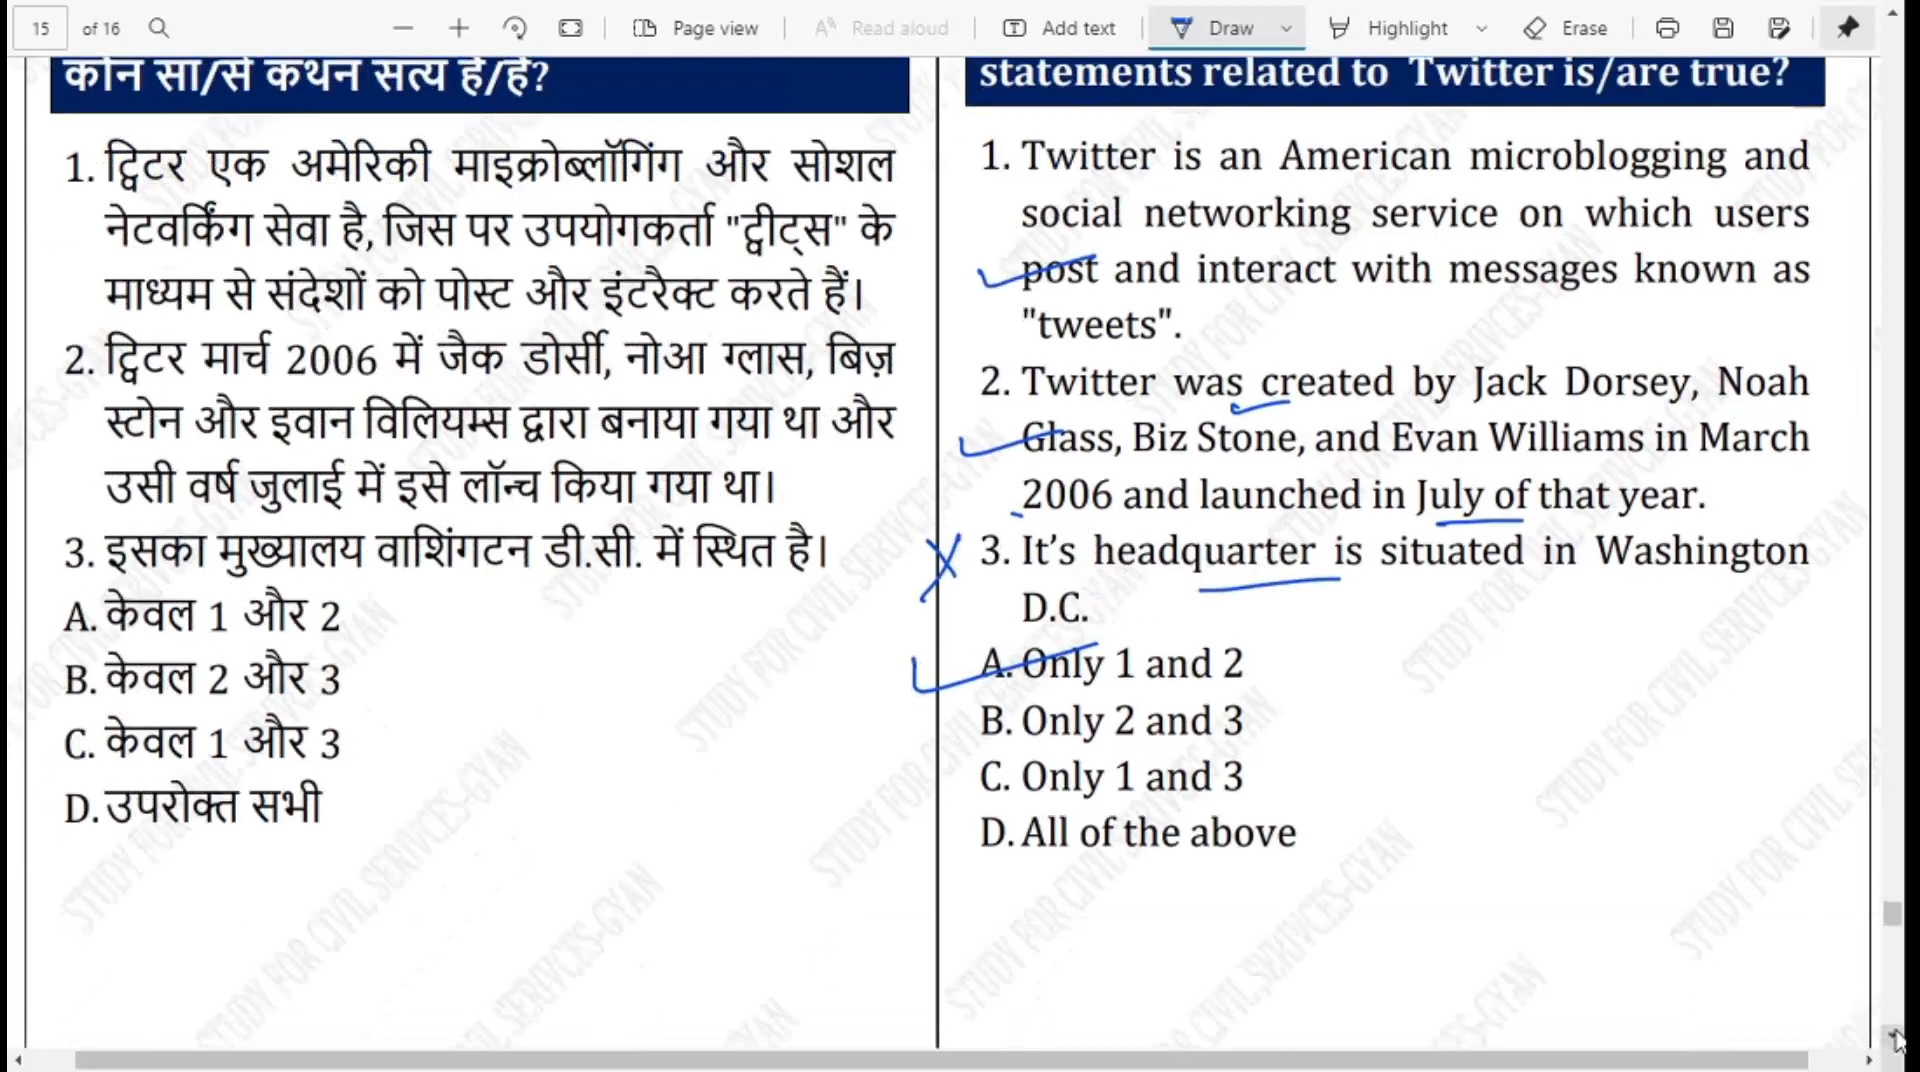 15 of 16 Page view Read aloud Add text Draw Highlight Erase
कौन सा/से कथन सत्य है/हैं?
1. ट्विटर एक अमेरिकी माइक्रोब्लॉगिंग और सोशल
नेटवर्किंग सेवा है, जिस पर उपयोगकर्ता "ट्वीट्स" के
माध्यम से संदेशों को पोस्ट और इंटरैक्ट करते हैं।
2. ट्विटर मार्च 2006 में जैक डोर्सी, नोआ ग्लास, बिज़
स्टोन और इवान विलियम्स द्वारा बनाया गया था और
उसी वर्ष जुलाई में इसे लॉन्च किया गया था।
3. इसका मुख्यालय वाशिंगटन डी.सी. में स्थित है।
A. केवल 1 और 2
B. केवल 2 और 3
C. केवल 1 और 3
D. उपरोक्त सभी
statements related to Twitter is/are true?
1. Twitter is an American microblogging and
social networking service on which users
post and interact with messages known as
"tweets".
2. Twitter was created by Jack Dorsey, Noah
Glass, Biz Stone, and Evan Williams in March
2006 and launched in July of that year.
3. It's headquarter is situated in Washington
D.C.
A. Only 1 and 2
B. Only 2 and 3
C. Only 1 and 3
D. All of the above
STUDY FOR CIVIL SERIVCES-GYAN